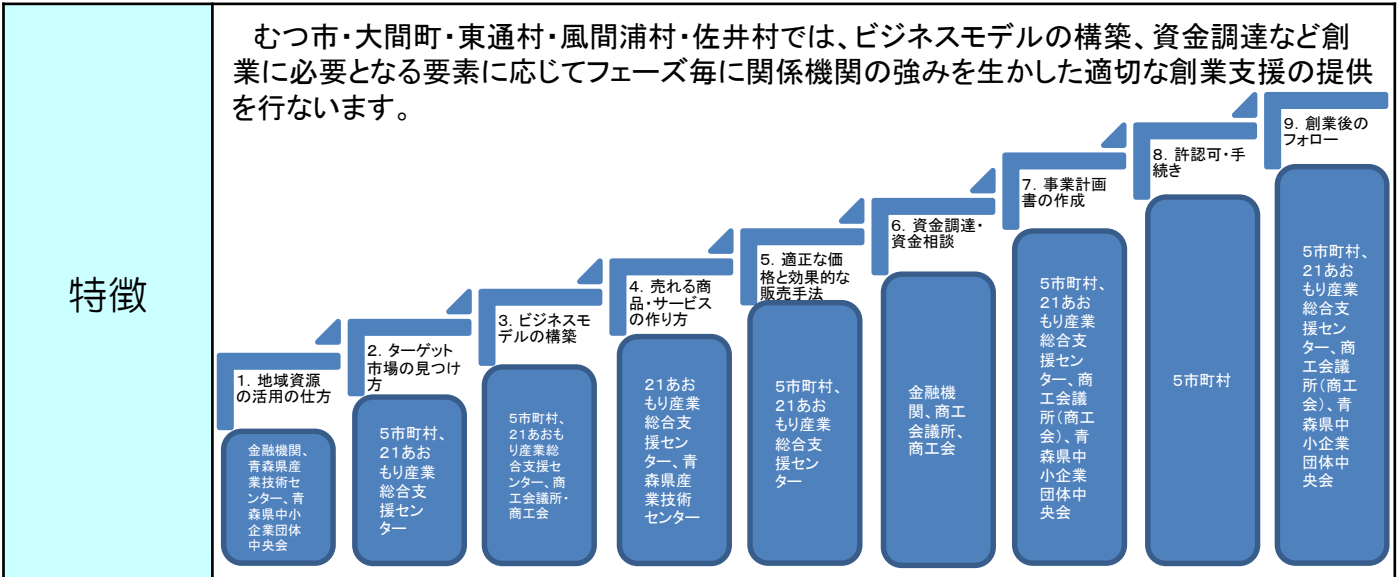 特徴
むつ市・大間町・東通村・風間浦村・佐井村では、ビジネスモデルの構築、資金調達など創
業に必要となる要素に応じてフェーズ毎に関係機関の強みを生かした適切な創業支援の提供
を行ないます。
1．地域資源
の活用の仕方
金融機関、
青森県産
業技術セ
ンター、青
森県中小
企業団体
中央会
2．ターゲット
市場の見つけ
方
5市町村、
21あお
もり産業
総合支
援セン
ター
3．ビジネスモ
デルの構築
5市町村、
21あおも
り産業総
合支援セ
ンター、商
工会議所・
商工会
4．売れる商
品・サービス
の作り方
21あお
もり産業
総合支
援セン
ター、青
森県産
業技術
センター
5．適正な価
格と効果的な
販売手法
5市町村、
21あお
もり産業
総合支
援セン
ター
6．資金調達・
資金相談
金融機
関、商工
会議所、
商工会
7．事業計画
書の作成
5市町村、
21あお
もり産業
総合支
援セン
ター、商
工会議
所（商工
会）、青
森県中
小企業
団体中
央会
8．許認可・手
続き
5市町村
9．創業後の
フォロー
5市町村、
21あお
もり産業
総合支
援セン
ター、商
工会議
所（商工
会）、青
森県中
小企業
団体中
央会